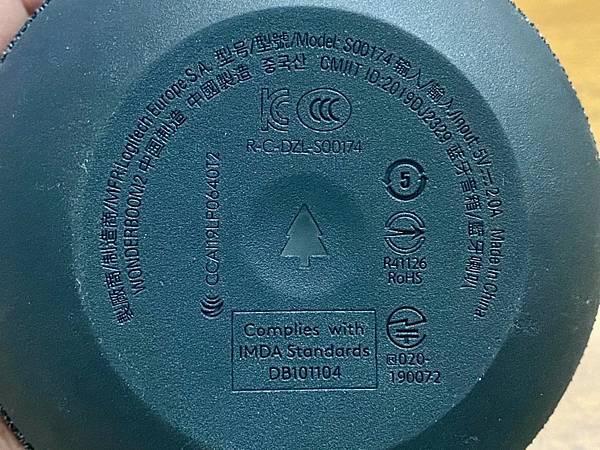 製廠商/制造商/MFR:Logitech Europe S.A. 型号/型號/Model: S00174 输入/輸入/Input: 5V⎓2.0A Made in China
WONDERBOOM2 中国制造 中國製造 중국산 CMIIT ID:2019DJ2329 蓝牙音箱/藍牙喇叭
R-C-DZL-S00174
CCAI19LP0640T2
5
R41126
RoHS
Complies with
IMDA Standards
DB101104
020-
190072